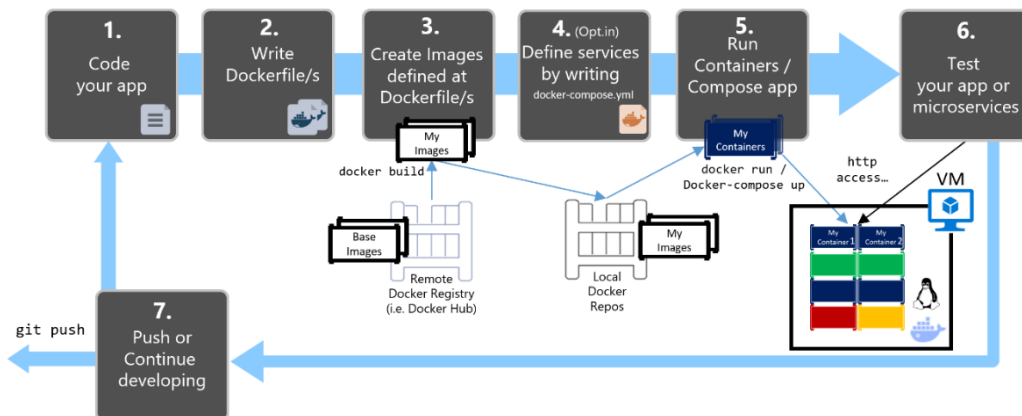 1.
Code
your app
2.
Write
Dockerfile/s
3.
Create Images
defined at
Dockerfile/s
4. (Opt.in)
Define services
by writing
docker-compose.yml
5.
Run
Containers /
Compose app
6.
Test
your app or
microservices
My
Images
docker build
Base
Images
Remote
Docker Registry
(i.e. Docker Hub)
My
Images
Local
Docker
Repos
My
Containers
docker run /
Docker-compose up
http
access…
VM
My
Container 1
My
Container 2
7.
Push or
Continue
developing
git push